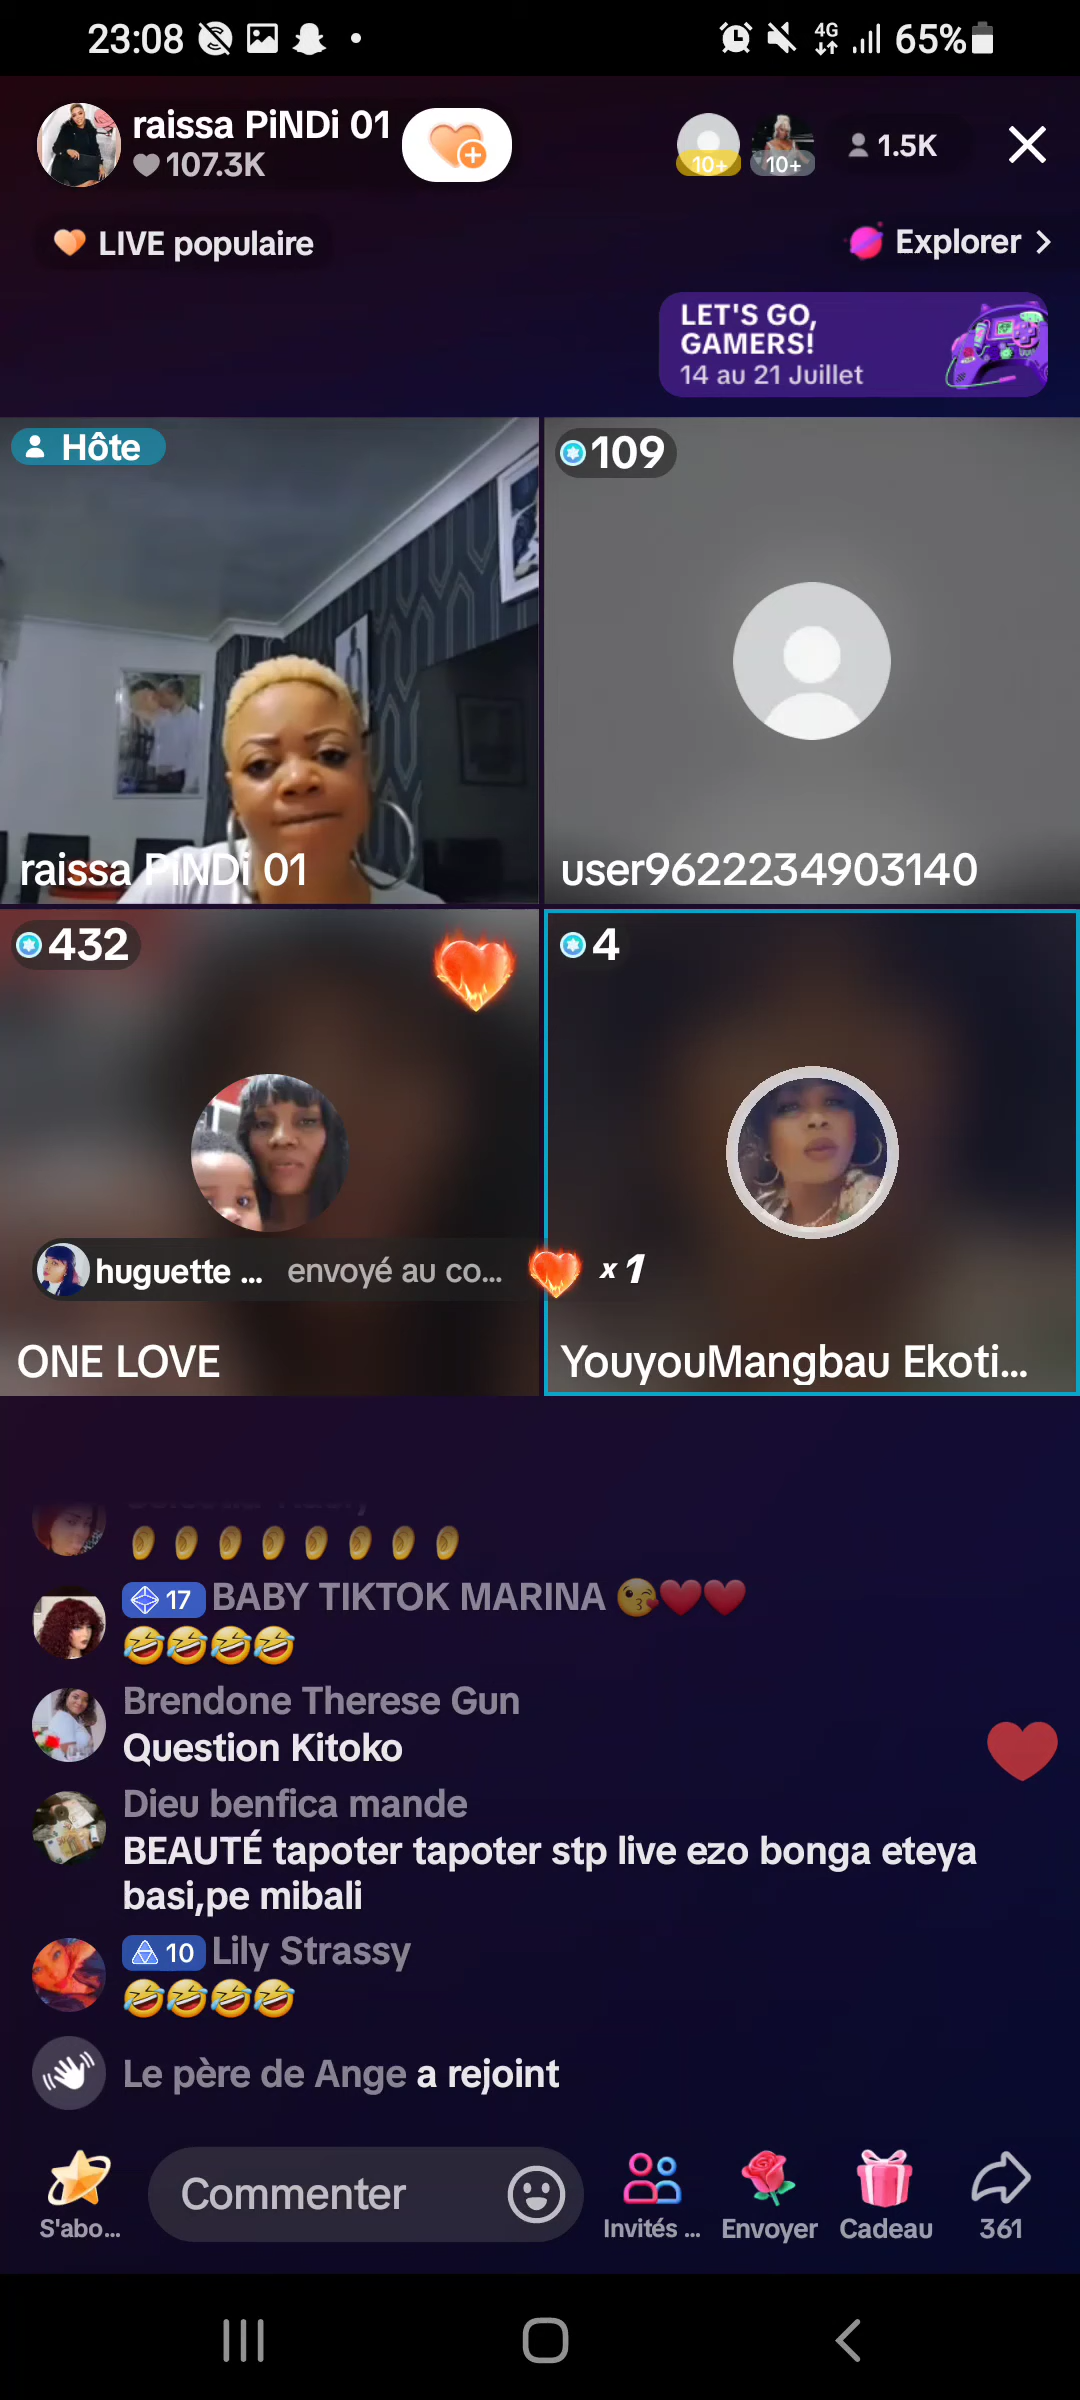 23:08
4G
65%
raissa PiNDi 01
107.3K
10+
10+
1.5K
LIVE populaire
Explorer
LET'S GO,
GAMERS!
14 au 21 Juillet
Hôte
109
raissa PiNDi 01
user9622234903140
432
4
huguette ... envoyé au co... x 1
ONE LOVE
YouyouMangbau Ekoti...
17 BABY TIKTOK MARINA 😘❤️❤️
🤣🤣🤣🤣
Brendone Therese Gun
Question Kitoko
Dieu benfica mande
BEAUTÉ tapoter tapoter stp live ezo bonga eteya
basi,pe mibali
10 Lily Strassy
🤣🤣🤣🤣
Le père de Ange a rejoint
Commenter
S'abo...
Invités ...
Envoyer
Cadeau
361